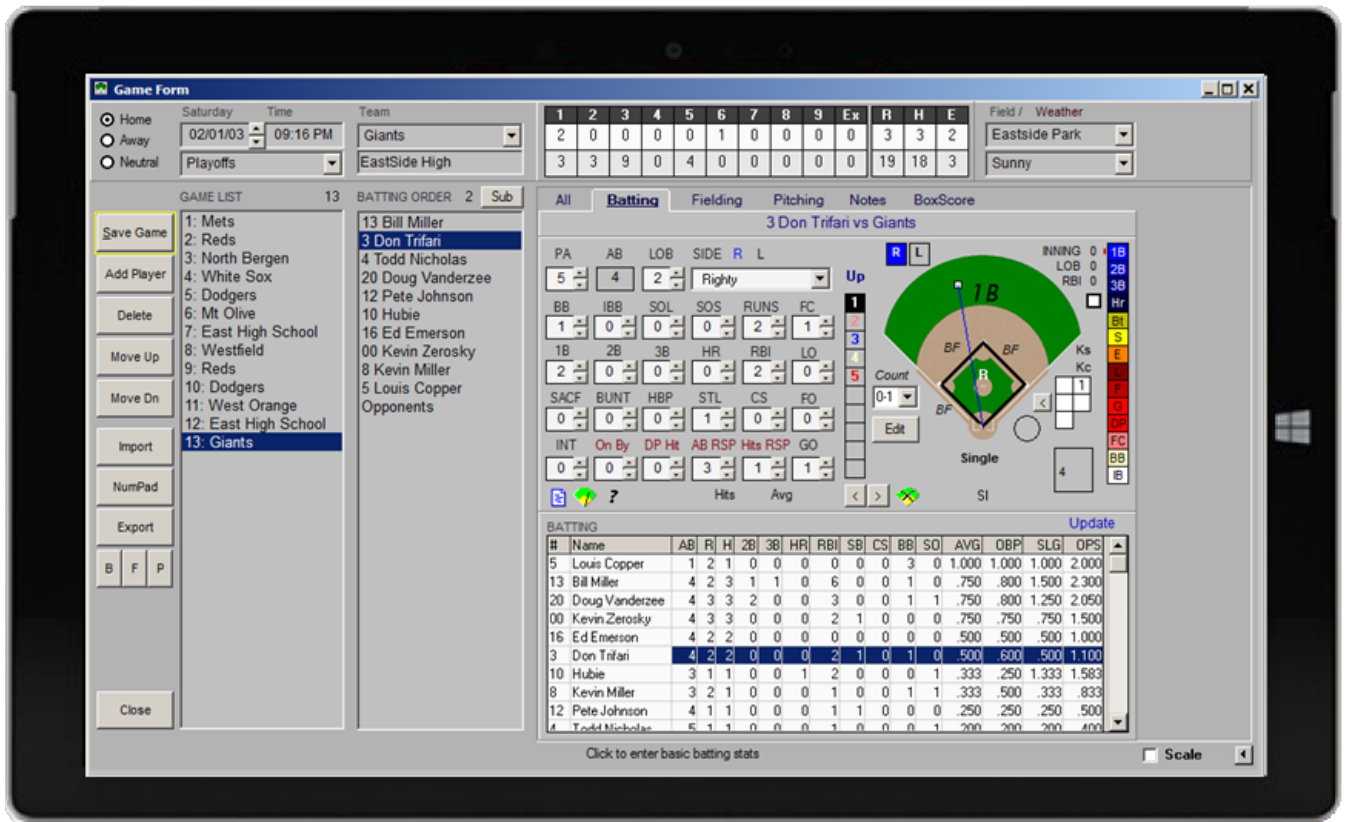 Game Form
Home
Away
Neutral
Saturday Time
02/01/03 09:16 PM
Playoffs
Team
Giants
EastSide High
1 2 3 4 5 6 7 8 9 Ex R H E
2 0 0 0 0 1 0 0 0 0 3 3 2
3 3 9 0 4 0 0 0 0 0 19 18 3
Field / Weather
Eastside Park
Sunny
Save Game
Add Player
Delete
Move Up
Move Dn
Import
NumPad
Export
B F P
Close
GAME LIST 13
1: Mets
2: Reds
3: North Bergen
4: White Sox
5: Dodgers
6: Mt Olive
7: East High School
8: Westfield
9: Reds
10: Dodgers
11: West Orange
12: East High School
13: Giants
BATTING ORDER 2 Sub
13 Bill Miller
3 Don Trifari
4 Todd Nicholas
20 Doug Vanderzee
12 Pete Johnson
10 Hubie
16 Ed Emerson
00 Kevin Zerosky
8 Kevin Miller
5 Louis Copper
Opponents
All Batting Fielding Pitching Notes BoxScore
3 Don Trifari vs Giants
PA AB LOB SIDE R L
5 4 2 Righty
BB IBB SOL SOS RUNS FC
1 0 0 0 2 1
1B 2B 3B HR RBI LO
2 0 0 0 2 0
SACF BUNT HBP STL CS FO
0 0 0 1 0 0
INT On By DP Hit AB RSP Hits RSP GO
0 0 0 3 1 1
? Hits Avg
Up
1
2
3
4
5
< >
R L
INNING 0
LOB 0
RBI 0
1B
BF BF
BF
R
Count
0-1
Edit
Ks
Kc
1
<
Single
4
SI
1B
2B
3B
Hr
Bt
S
E
L
F
G
DP
FC
BB
IB
BATTING Update
# Name AB R H 2B 3B HR RBI SB CS BB SO AVG OBP SLG OPS
5 Louis Copper 1 2 1 0 0 0 0 0 0 3 0 1.000 1.000 1.000 2.000
13 Bill Miller 4 2 3 1 1 0 6 0 0 1 0 .750 .800 1.500 2.300
20 Doug Vanderzee 4 3 3 2 0 0 3 0 0 1 1 .750 .800 1.250 2.050
00 Kevin Zerosky 4 3 3 0 0 0 2 1 0 0 0 .750 .750 .750 1.500
16 Ed Emerson 4 2 2 0 0 0 0 0 0 0 0 .500 .500 .500 1.000
3 Don Trifari 4 2 2 0 0 0 2 1 0 1 0 .500 .600 .500 1.100
10 Hubie 3 1 1 0 0 1 2 0 0 0 1 .333 .250 1.333 1.583
8 Kevin Miller 3 2 1 0 0 0 1 0 0 1 1 .333 .500 .333 .833
12 Pete Johnson 4 1 1 0 0 0 1 1 0 0 0 .250 .250 .250 .500
4 Todd Nicholas 5 1 1 0 0 0 1 0 0 0 1 .200 .200 .200 .400
Click to enter basic batting stats
Scale